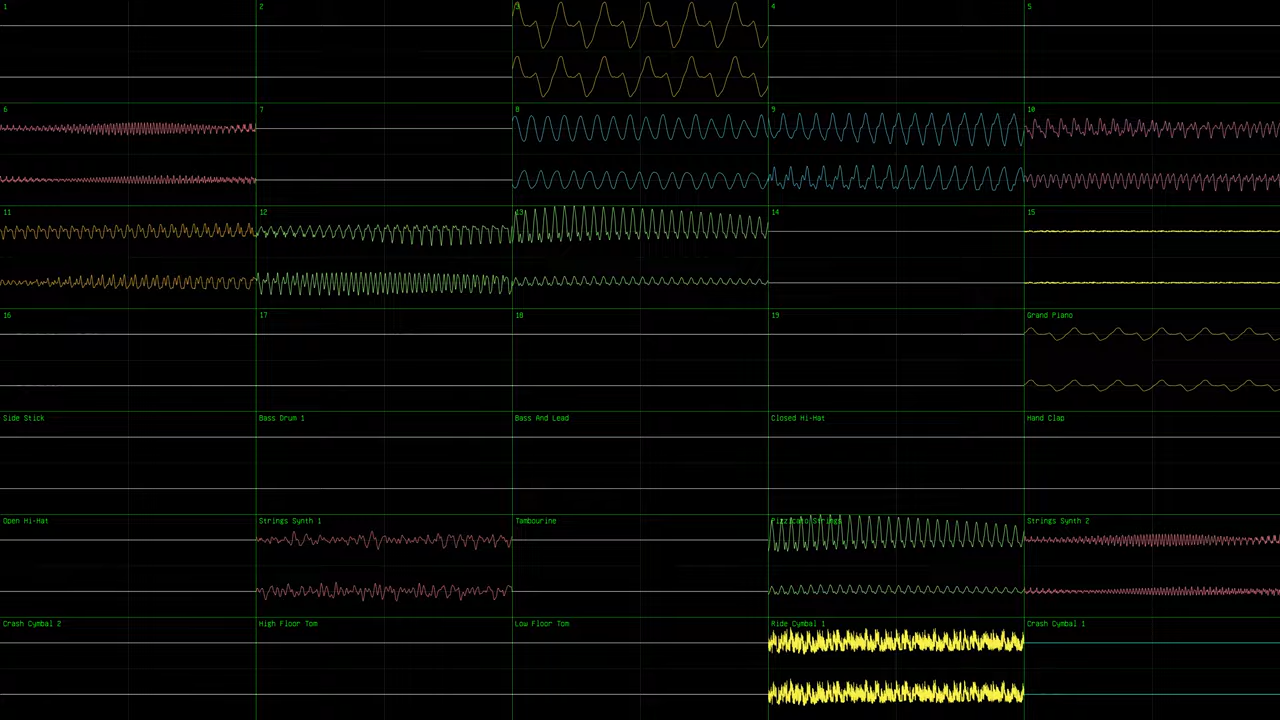 1 2 3 4 5
6 7 8 9 10
11 12 13 14 15
16 17 18 19 Grand Piano
Side Stick Bass Drum 1 Bass And Lead Closed Hi-Hat Hand Clap
Open Hi-Hat Strings Synth 1 Tambourine Pizzicato Strings Strings Synth 2
Crash Cymbal 2 High Floor Tom Low Floor Tom Ride Cymbal 1 Crash Cymbal 1